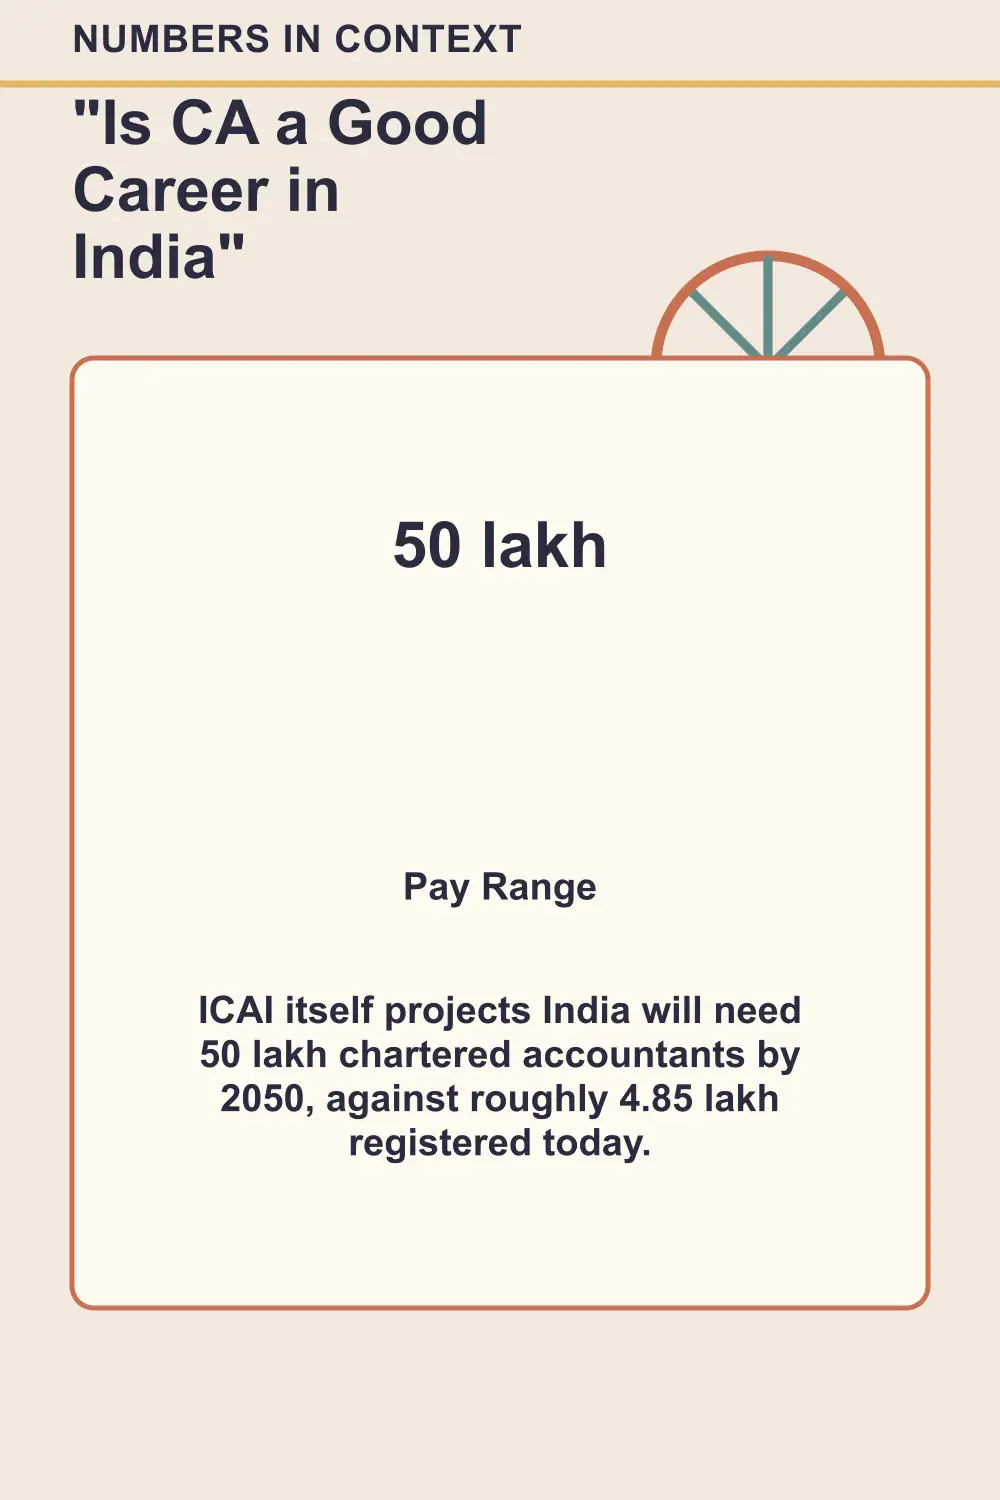 NUMBERS IN CONTEXT
"Is CA a Good
Career in
India"
50 lakh
Pay Range
ICAI itself projects India will need
50 lakh chartered accountants by
2050, against roughly 4.85 lakh
registered today.